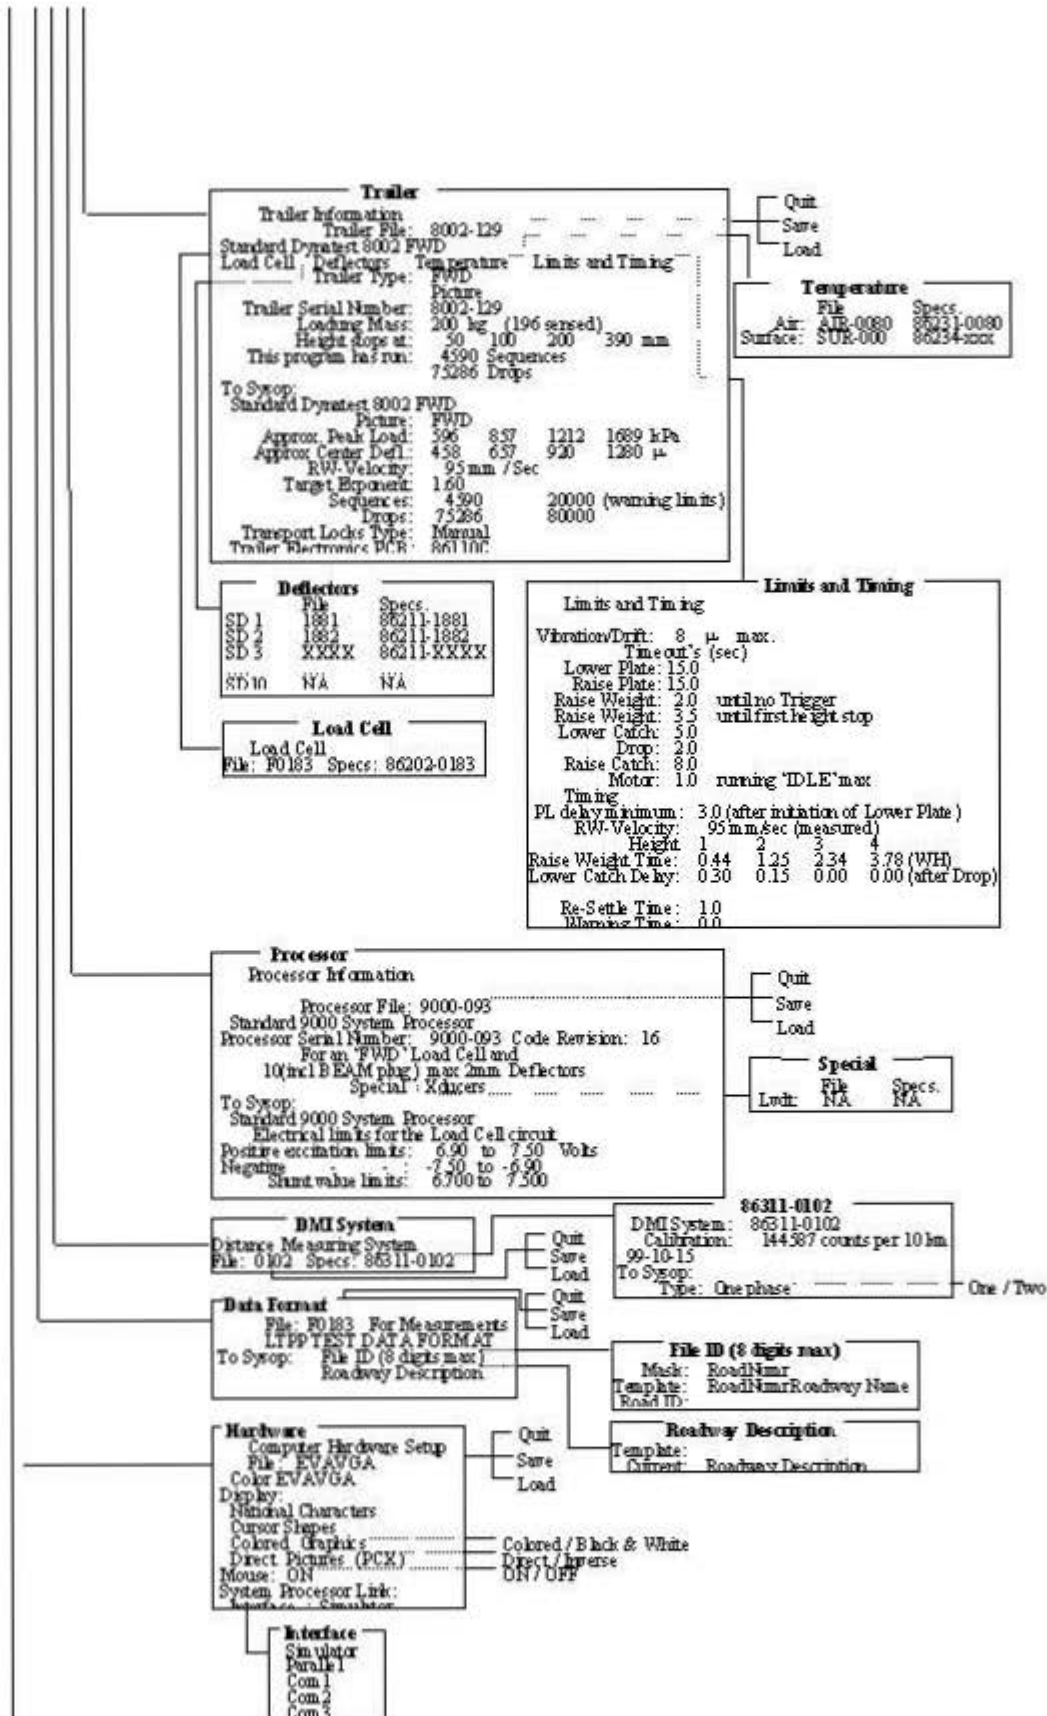 Trailer
Trailer Information
Trailer File: 8002-129
Standard Dynatest 8002 FWD
Load Cell Deflectors Temperature Limits and Timing
Trailer Type: FWD
Picture
Trailer Serial Number: 8002-129
Loading Mass: 200 kg (196 sensed)
Height stops at: 50 100 200 390 mm
This program has run: 4590 Sequences
75286 Drops
To Sysop:
Standard Dynatest 8002 FWD
Picture: FWD
Approx. Peak Load: 596 857 1212 1689 kPa
Approx Center Defl.: 458 657 920 1280 μ
RW-Velocity: 95 mm /Sec
Target Exponent: 1.60
Sequences: 4590 20000 (warning limits)
Drops: 75286 80000
Transport Locks Type: Manual
Trailer Electronics PCB: 86110C
Quit
Save
Load
Temperature
File Specs.
Air: AIR-0080 86231-0080
Surface: SUR-000 86234-xxx
Deflectors
File Specs.
SD 1 1881 86211-1881
SD 2 1882 86211-1882
SD 3 XXXX 86211-XXXX
... ...
SD 10 NA NA
Load Cell
Load Cell
File: F0183 Specs: 86202-0183
Limits and Timing
Limits and Timing
Vibration/Drift: 8 μ max.
Timeout's (sec)
Lower Plate: 15.0
Raise Plate: 15.0
Raise Weight: 2.0 until no Trigger
Raise Weight: 3.5 until first height stop
Lower Catch: 5.0
Drop: 2.0
Raise Catch: 8.0
Motor: 1.0 running 'IDLE' max
Timing
PL delay minimum: 3.0 (after initiation of Lower Plate)
RW-Velocity: 95 mm/sec (measured)
Height 1 2 3 4
Raise Weight Time: 0.44 1.25 2.34 3.78 (WH)
Lower Catch Delay: 0.30 0.15 0.00 0.00 (after Drop)
Re-Settle Time: 1.0
Warning Time: 0.0
Processor
Processor Information
Processor File: 9000-093
Standard 9000 System Processor
Processor Serial Number: 9000-093 Code Revision: 16
For an 'FWD' Load Cell and
10(incl BEAM plug) max 2mm Deflectors
Special : Xducers
To Sysop:
Standard 9000 System Processor
Electrical limits for the Load Cell circuit
Positive excitation limits: 6.90 to 7.50 Volts
Negative - - : -7.50 to -6.90
Shunt value limits: 6.700 to 7.500
Quit
Save
Load
Special
File Specs.
Lvdt: NA NA
DMI System
Distance Measuring System
File: 0102 Specs: 86311-0102
Quit
Save
Load
86311-0102
DMI System: 86311-0102
Calibration: 144587 counts per 10 km
99-10-15
To Sysop:
Type: One phase
One / Two
Data Format
File: F0183 For Measurements
LTPP TEST DATA FORMAT
To Sysop: File ID (8 digits max)
Roadway Description
Quit
Save
Load
File ID (8 digits max)
Mask: RoadNumr
Template: RoadNumrRoadway Name
Road ID:
Roadway Description
Template:
Current: Roadway Description
Hardware
Computer Hardware Setup
File: EVAVGA
Color EVAVGA
Display:
National Characters
Cursor Shapes
Colored Graphics
Direct Pictures (PCX)
Mouse: ON
System Processor Link:
Interface : Simulator
Quit
Save
Load
Colored / Black & White
Direct / Inverse
ON / OFF
Interface
Simulator
Parallel
Com 1
Com 2
Com 3